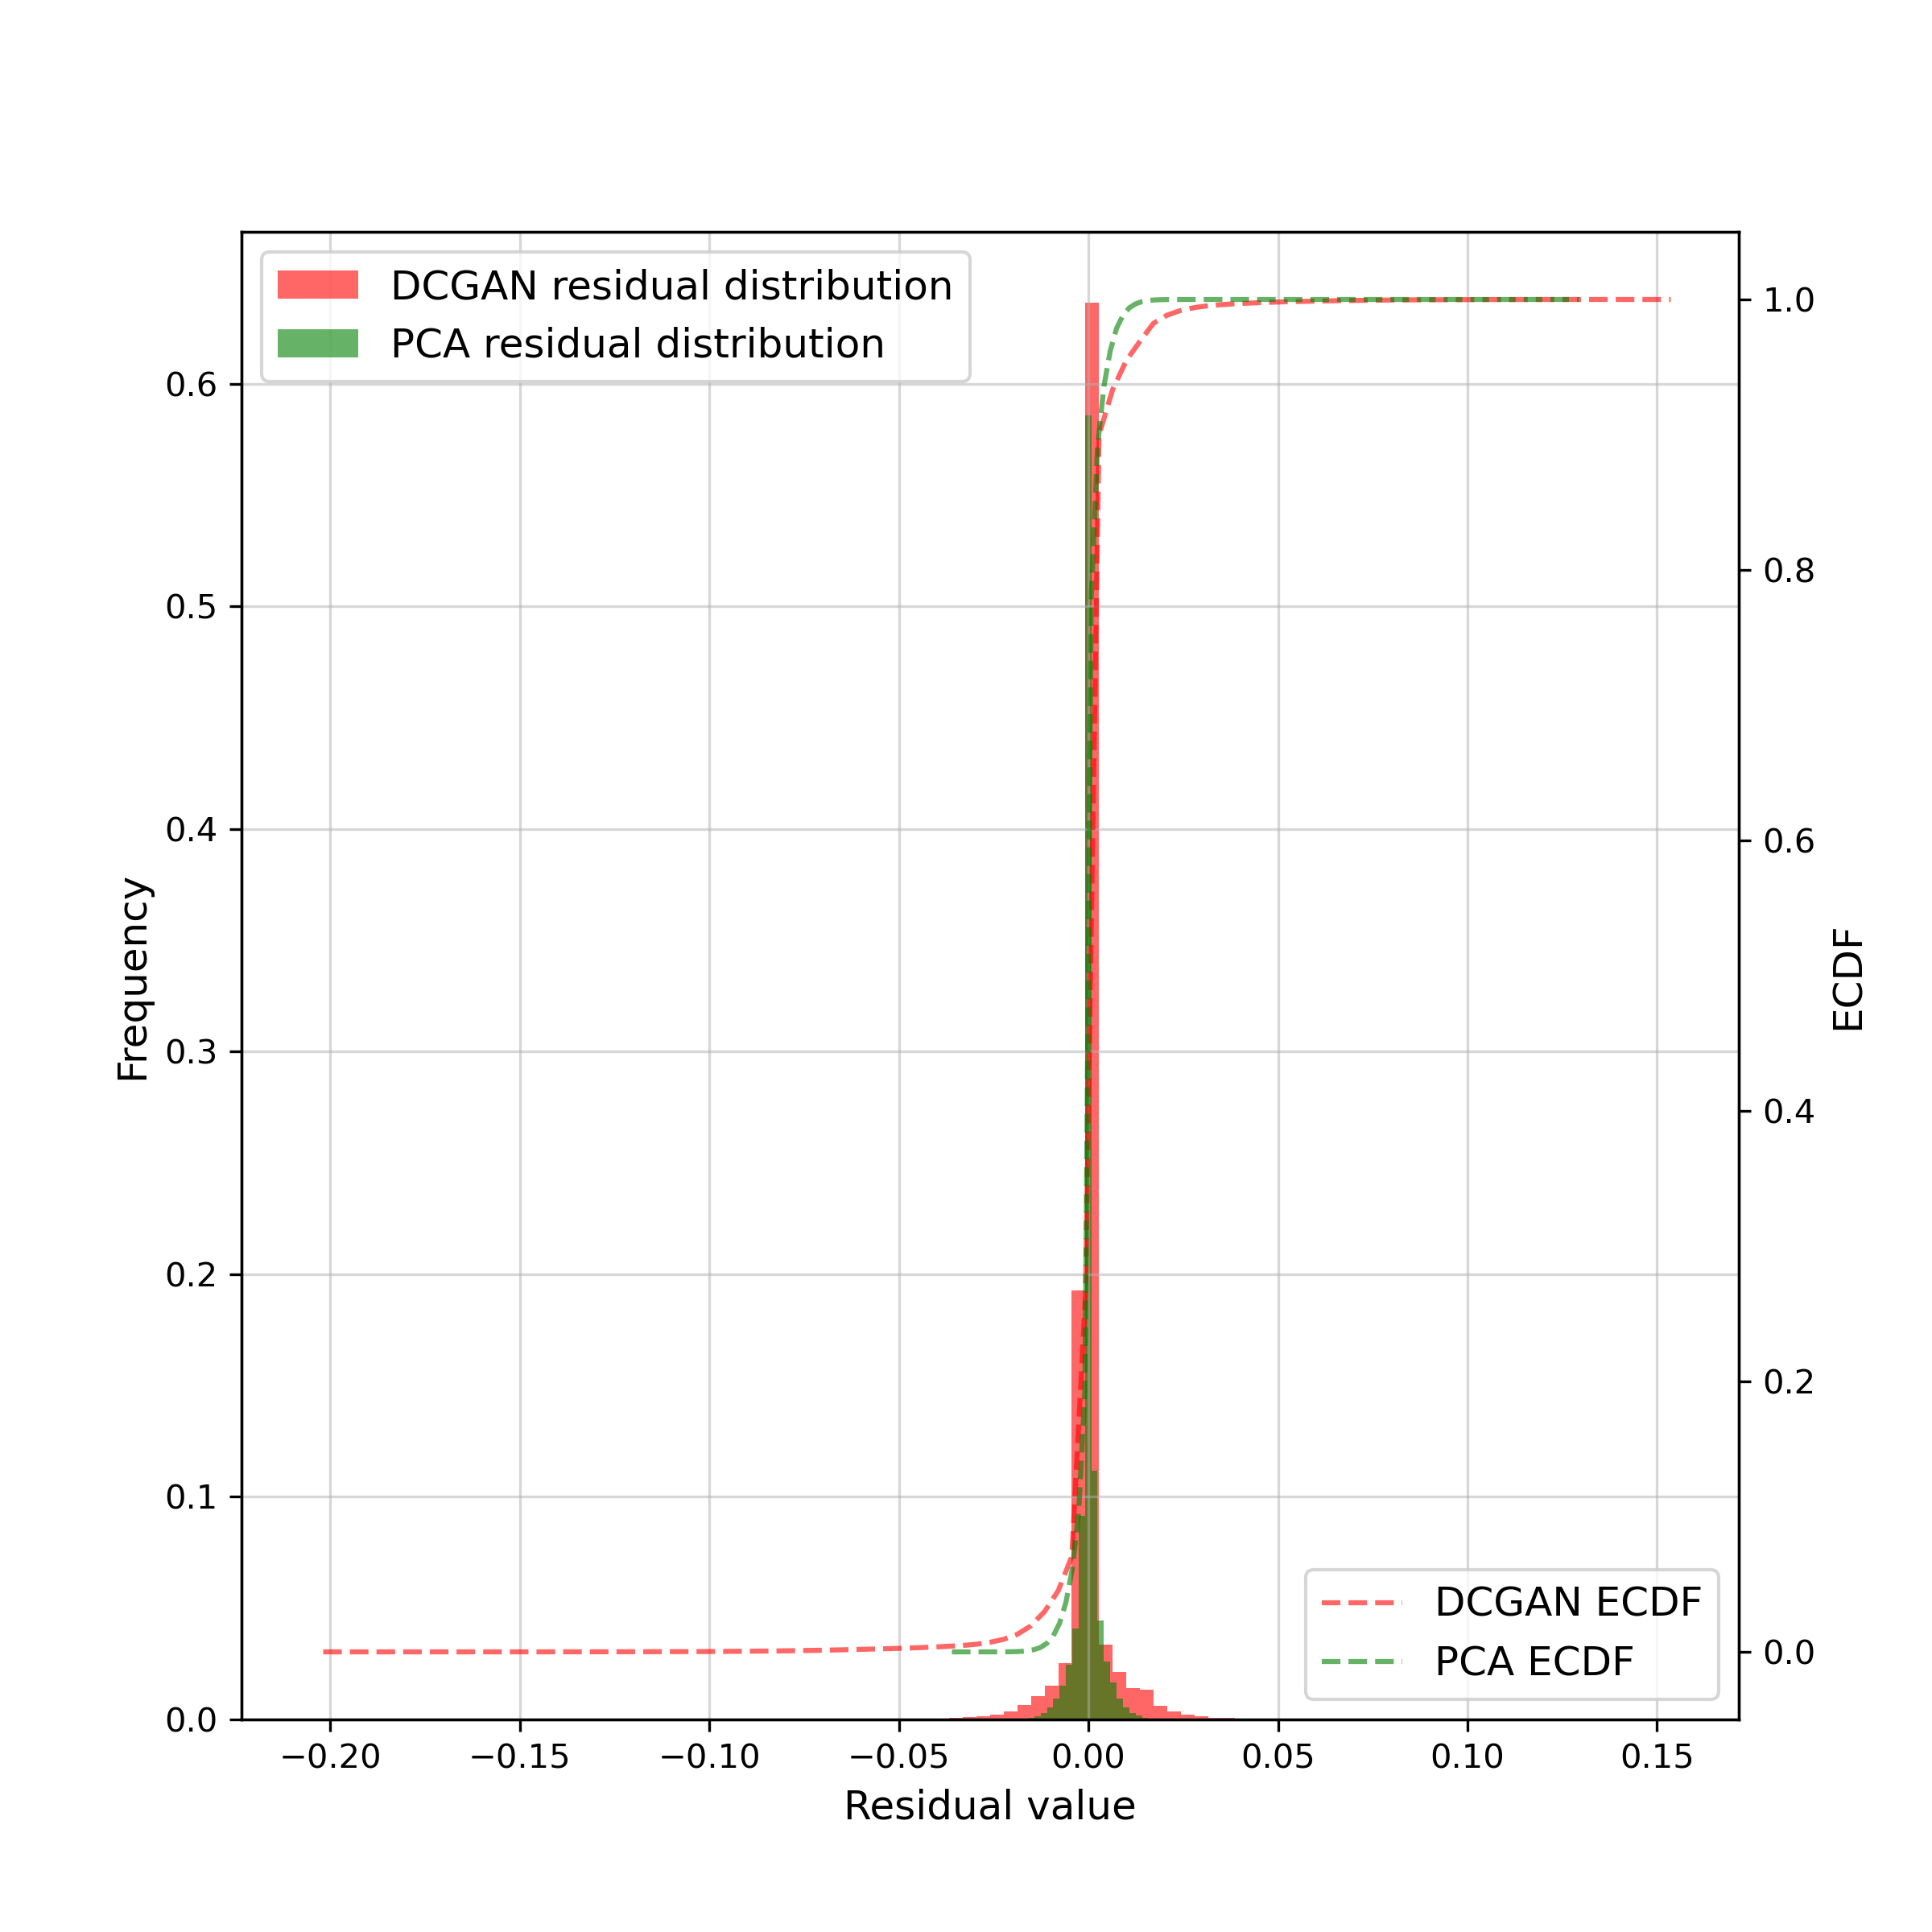 DCGAN residual distribution
PCA residual distribution
0.6
0.5
0.4
0.3
0.2
0.1
0.0
Frequency
1.0
0.8
0.6
0.4
0.2
0.0
ECDF
DCGAN ECDF
PCA ECDF
−0.20 −0.15 −0.10 −0.05 0.00 0.05 0.10 0.15
Residual value